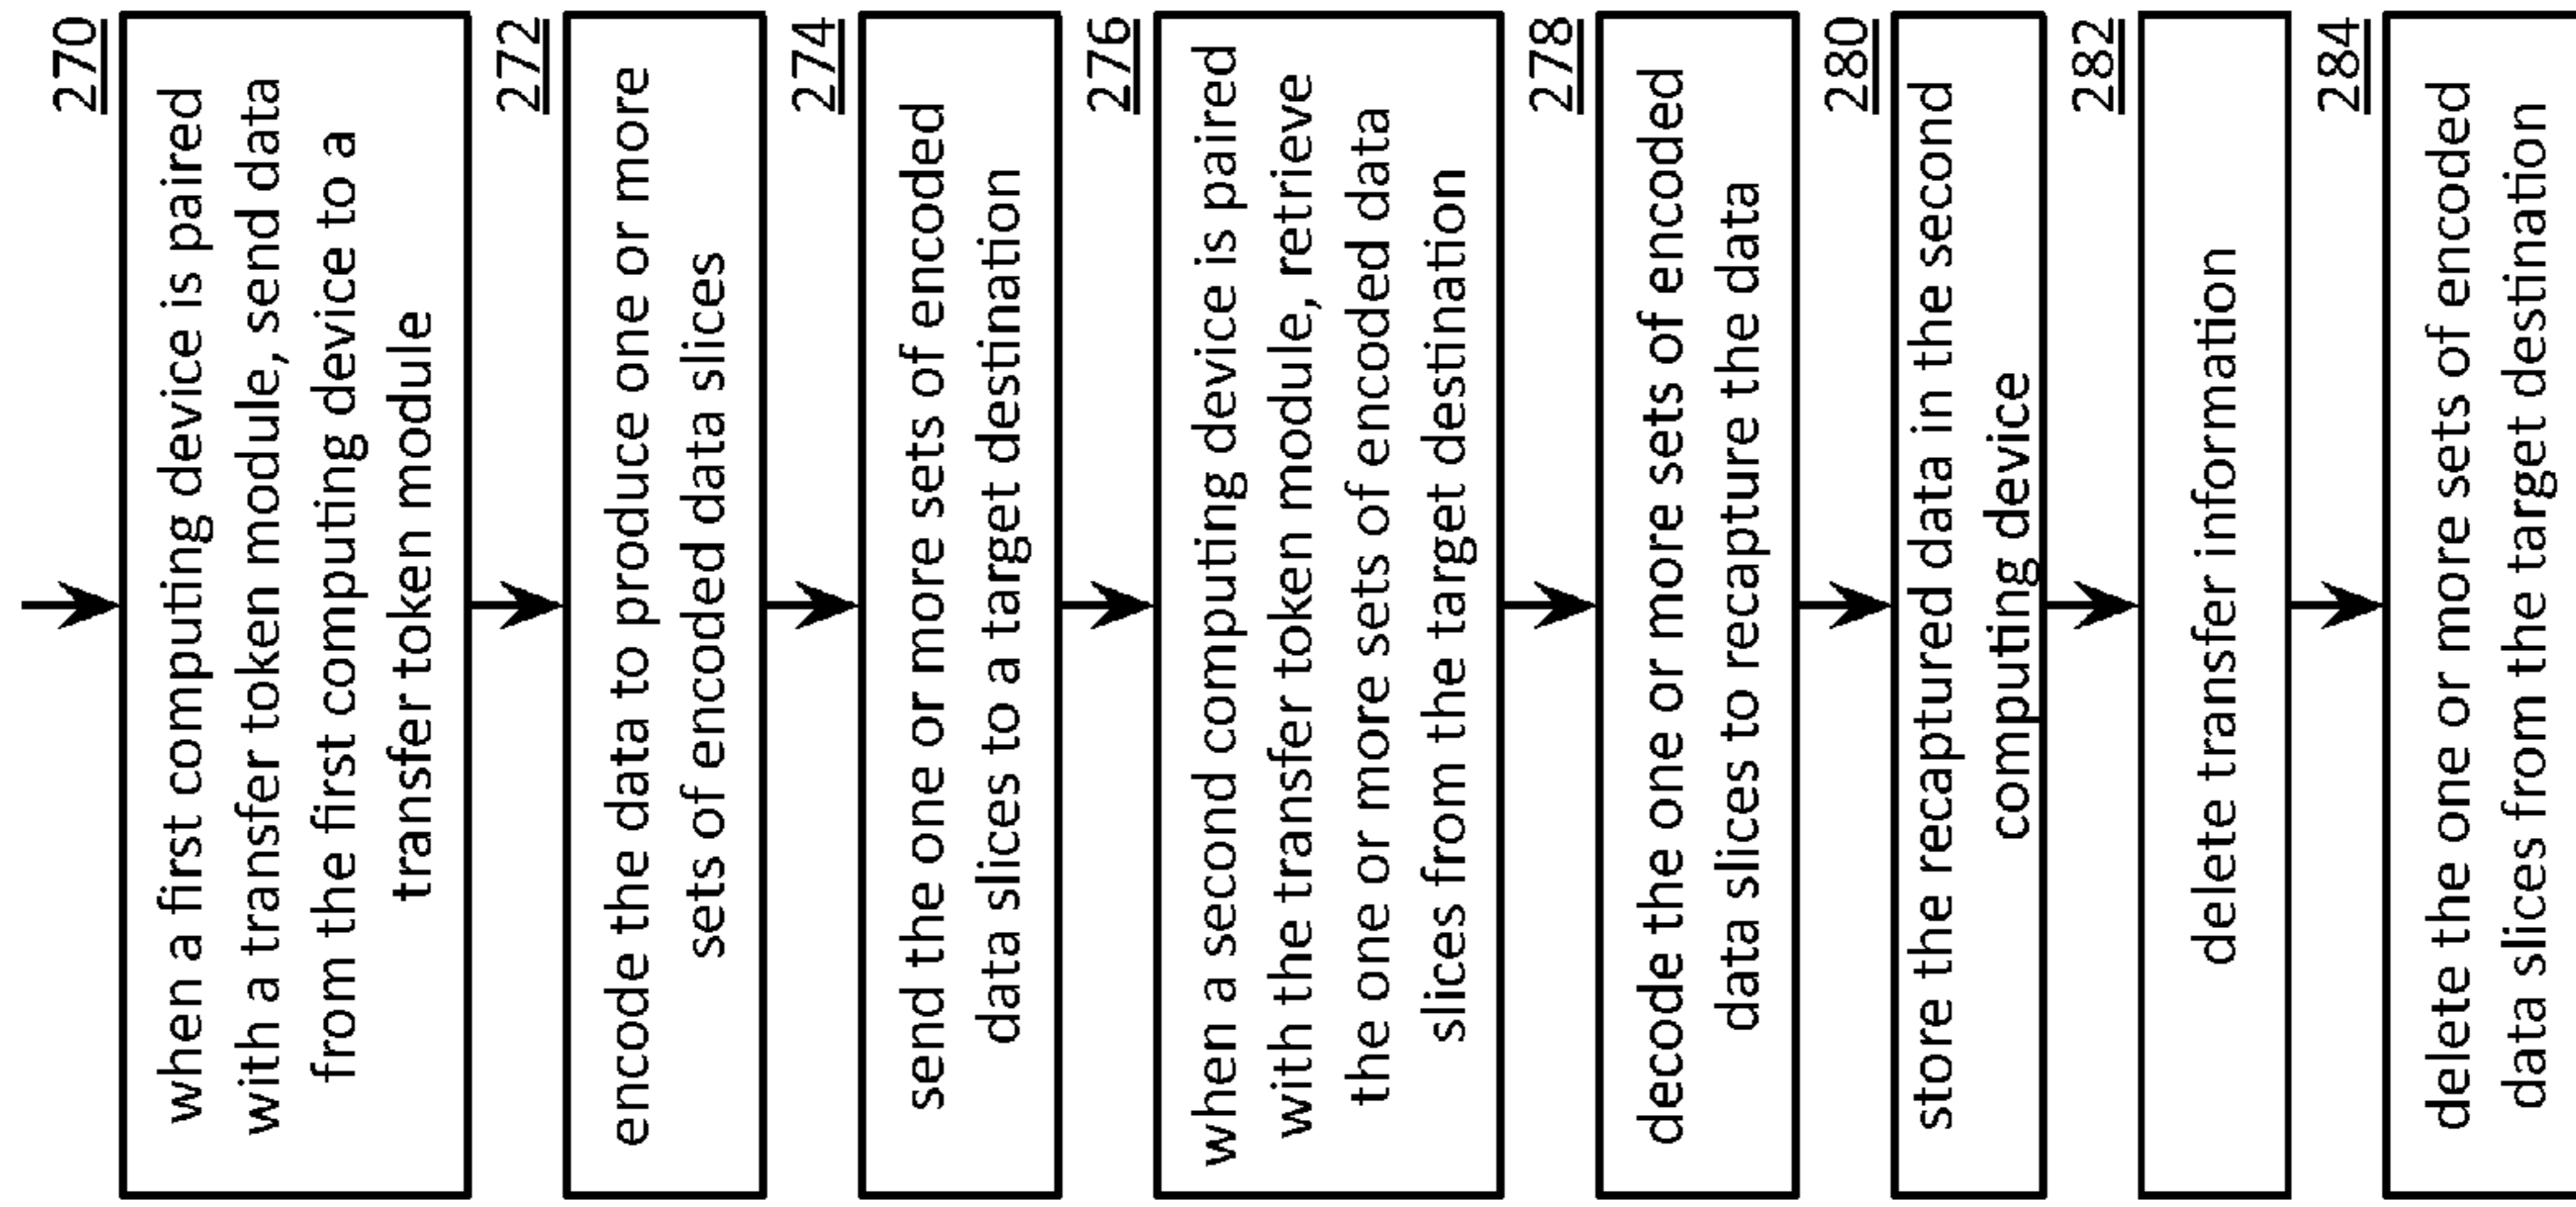 270
when a first computing device is paired
with a transfer token module, send data
from the first computing device to a
transfer token module
272
encode the data to produce one or more
sets of encoded data slices
274
send the one or more sets of encoded
data slices to a target destination
276
when a second computing device is paired
with the transfer token module, retrieve
the one or more sets of encoded data
slices from the target destination
278
decode the one or more sets of encoded
data slices to recapture the data
280
store the recaptured data in the second
computing device
282
delete transfer information
284
delete the one or more sets of encoded
data slices from the target destination